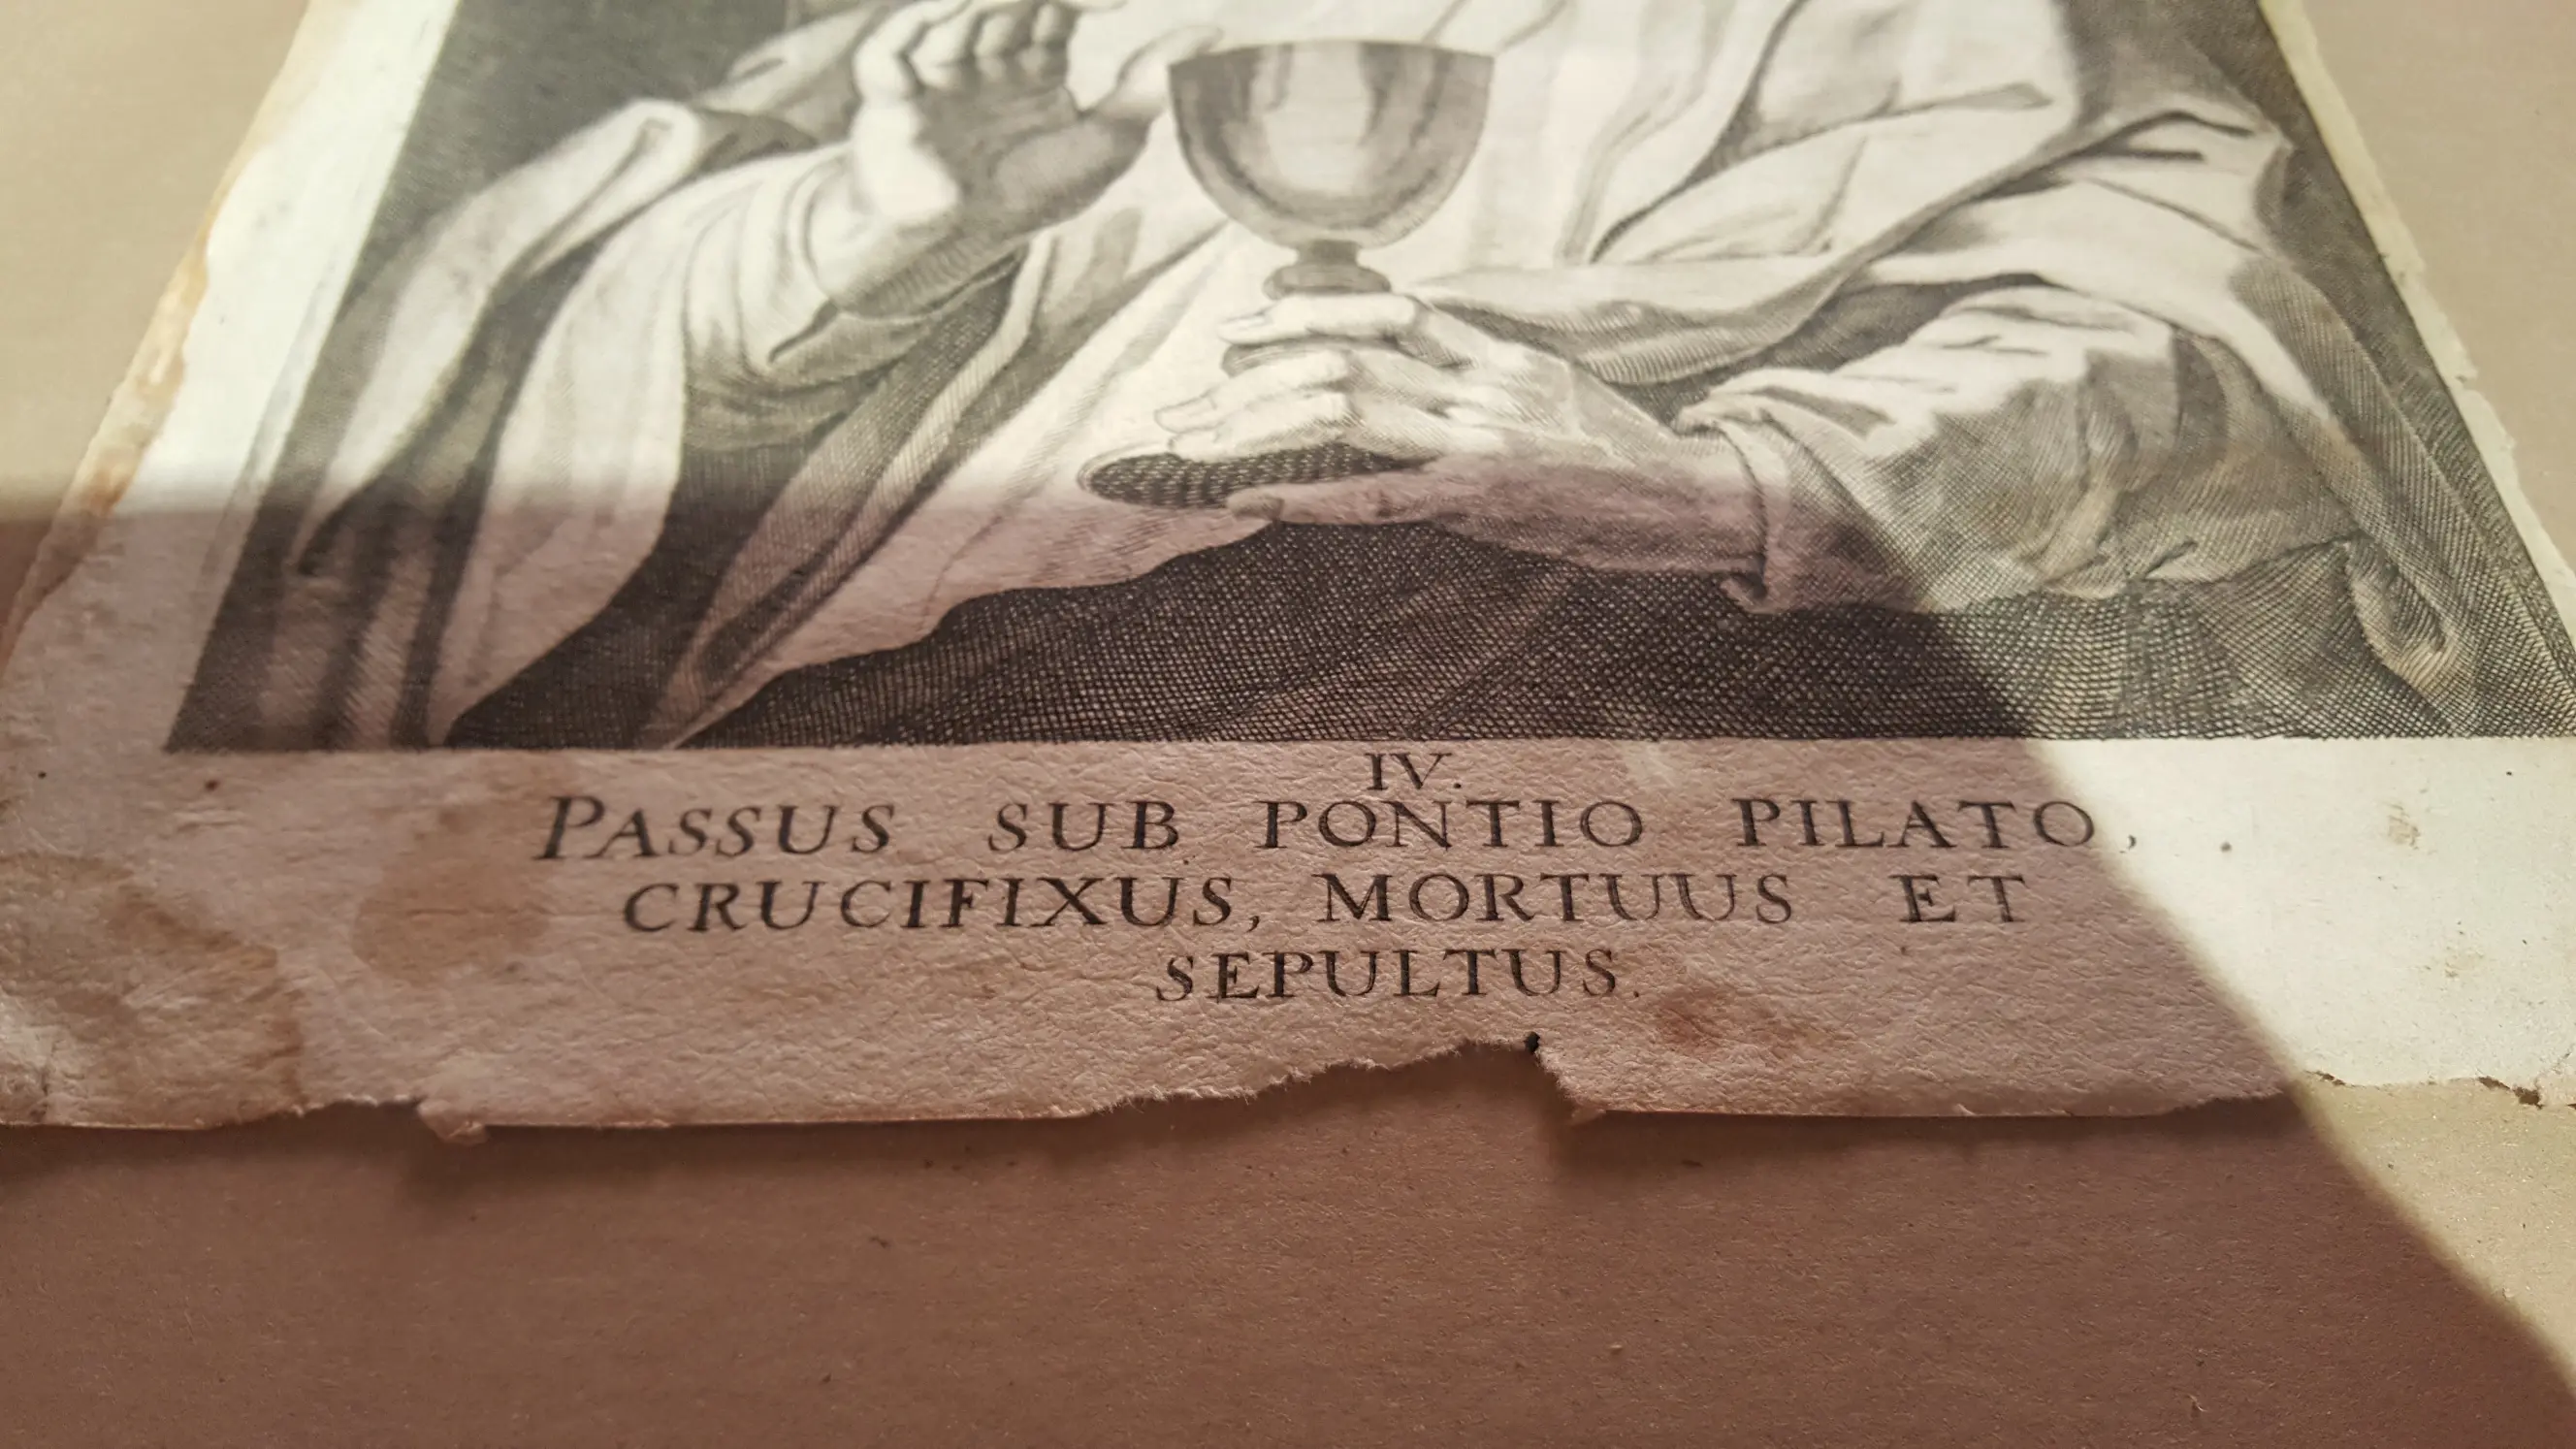 IV.
PASSUS SUB PONTIO PILATO,
CRUCIFIXUS, MORTUUS ET
SEPULTUS.